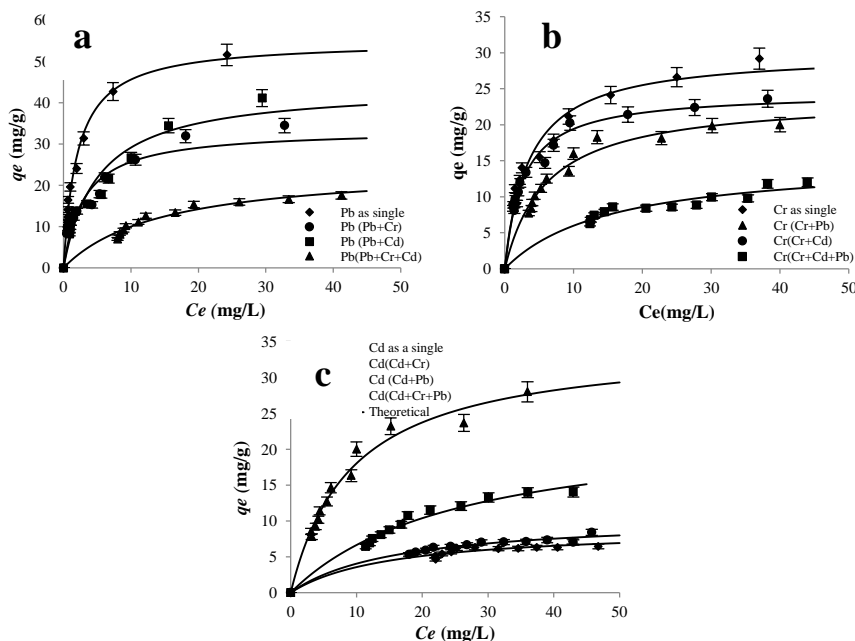 a
60
50
40
30
20
10
0
qe (mg/g)
0 10 20 30 40 50
Ce (mg/L)
Pb as single
Pb (Pb+Cr)
Pb (Pb+Cd)
Pb(Pb+Cr+Cd)
b
35
30
25
20
15
10
5
0
qe (mg/g)
0 10 20 30 40 50
Ce(mg/L)
Cr as single
Cr (Cr+Pb)
Cr(Cr+Cd)
Cr(Cr+Cd+Pb)
c
35
30
25
20
15
10
5
0
qe (mg/g)
0 10 20 30 40 50
Ce (mg/L)
Cd as a single
Cd(Cd+Cr)
Cd (Cd+Pb)
Cd(Cd+Cr+Pb)
Theoretical